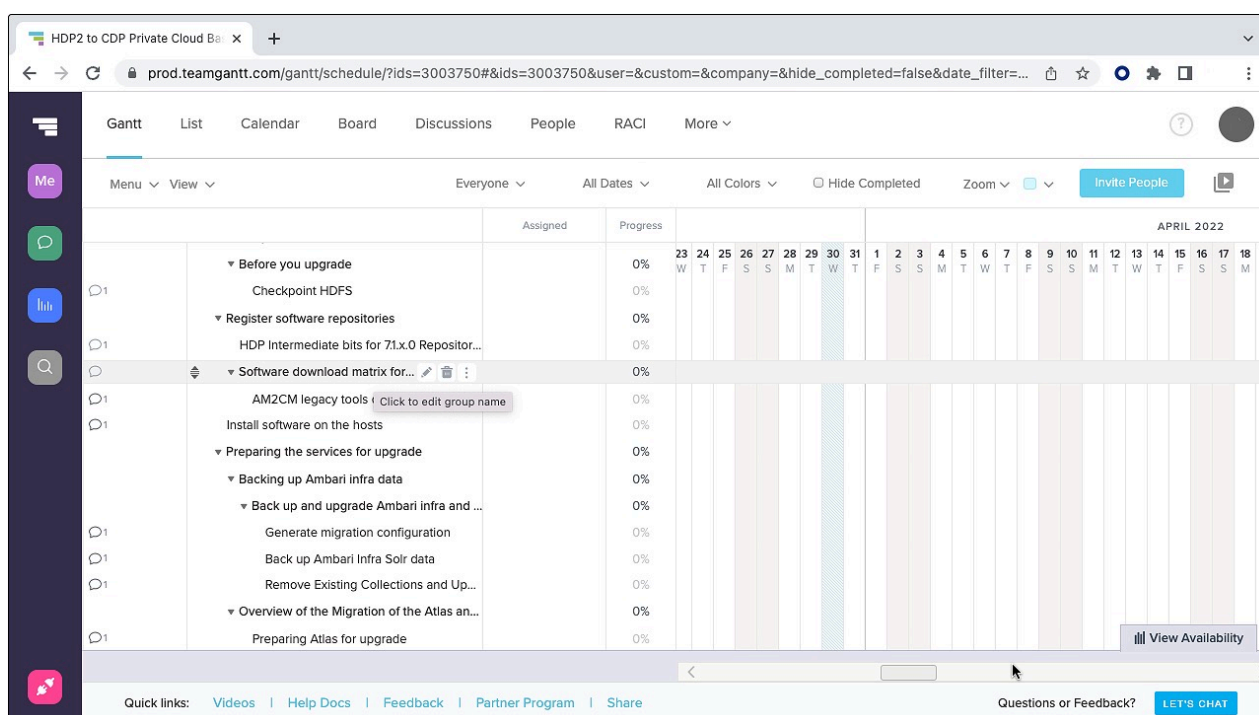 HDP2 to CDP Private Cloud Ba
prod.teamgantt.com/gantt/schedule/?ids=3003750#&ids=3003750&user=&custom=&company=&hide_completed=false&date_filter=...
Gantt List Calendar Board Discussions People RACI More ?
Me
Menu View Everyone All Dates All Colors Hide Completed Zoom Invite People
Assigned Progress APRIL 2022
23 24 25 26 27 28 29 30 31 1 2 3 4 5 6 7 8 9 10 11 12 13 14 15 16 17 18
W T F S S M T W T F S S M T W T F S S M T W T F S S M
Before you upgrade 0%
1 Checkpoint HDFS 0%
Register software repositories 0%
1 HDP Intermediate bits for 7.1.x.0 Repositor... 0%
Software download matrix for... 0%
1 AM2CM legacy tools 0%
Click to edit group name
1 Install software on the hosts 0%
Preparing the services for upgrade 0%
Backing up Ambari infra data 0%
Back up and upgrade Ambari infra and ... 0%
1 Generate migration configuration 0%
1 Back up Ambari Infra Solr data 0%
1 Remove Existing Collections and Up... 0%
Overview of the Migration of the Atlas an... 0%
1 Preparing Atlas for upgrade 0%
View Availability
Quick links: Videos | Help Docs | Feedback | Partner Program | Share Questions or Feedback? LET'S CHAT